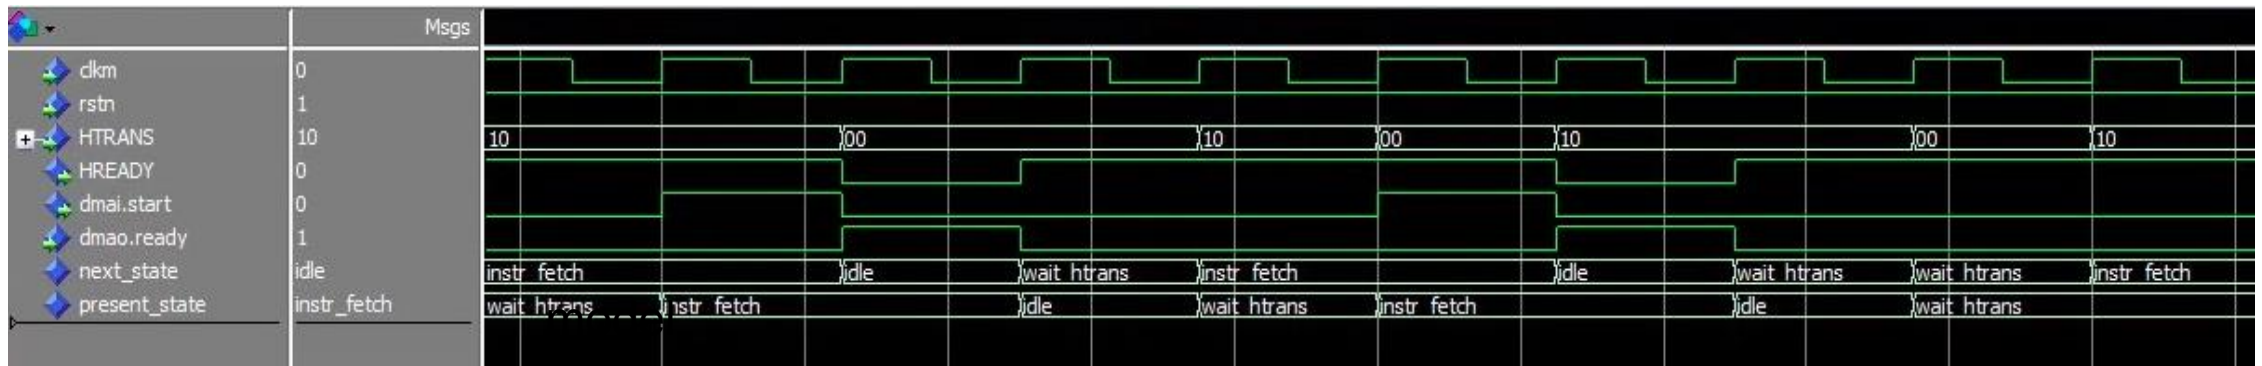 Msgs
clkm 0
rstn 1
HTRANS 10 10 00 10 00 10 00 10
HREADY 0
dmai.start 0
dmao.ready 1
next_state idle instr_fetch idle wait_htrans instr_fetch idle wait_htrans wait_htrans instr_fetch
present_state instr_fetch wait_htrans instr_fetch idle wait_htrans instr_fetch idle wait_htrans